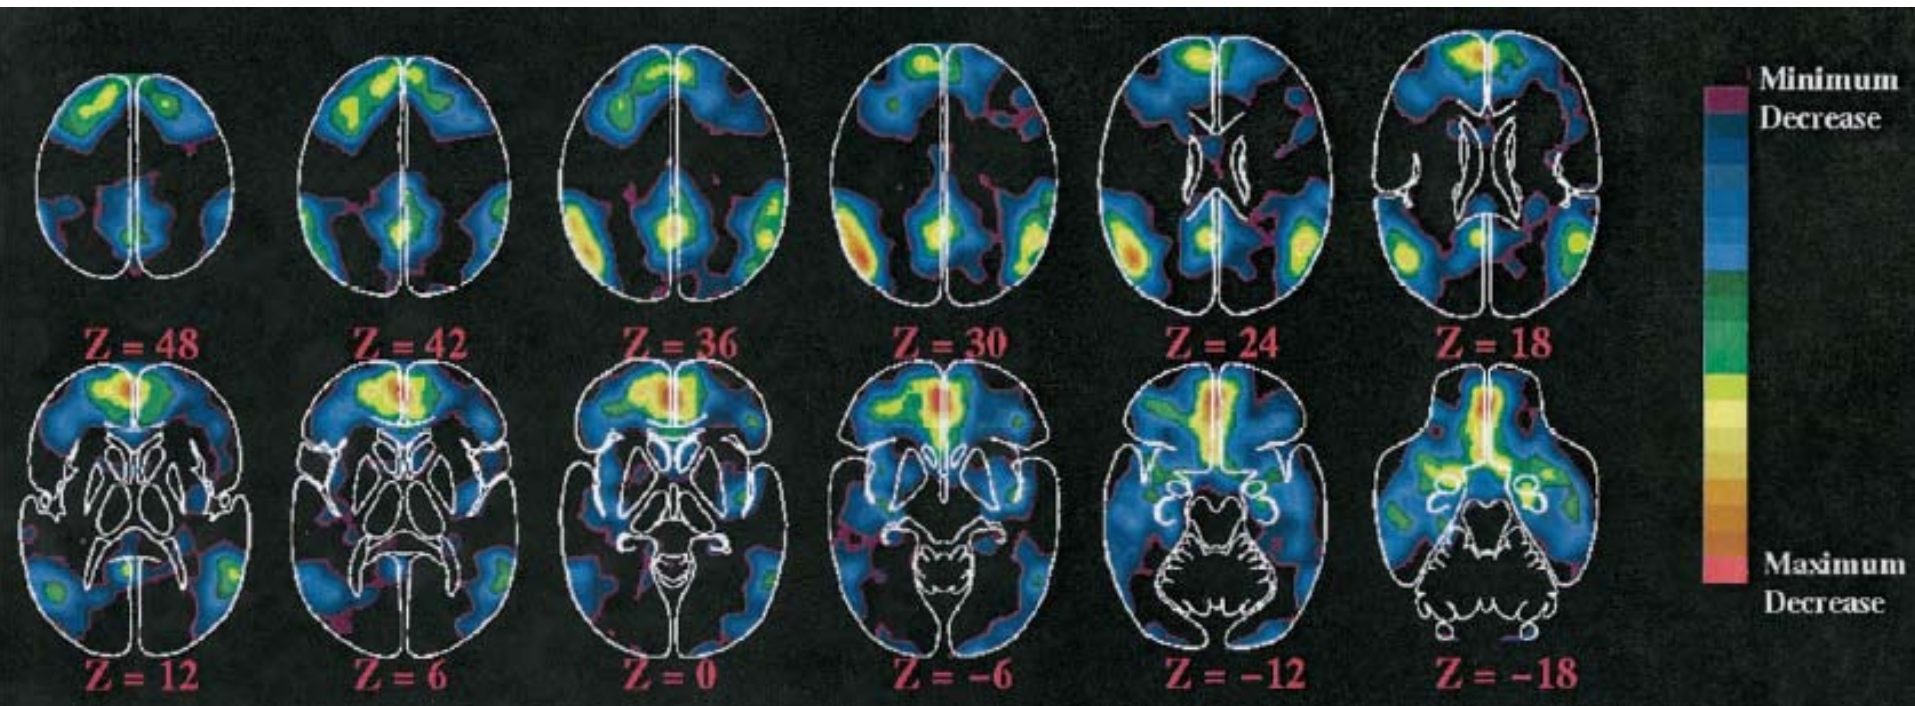 Minimum
Decrease
Z = 48
Z = 42
Z = 36
Z = 30
Z = 24
Z = 18
Maximum
Decrease
Z = 12
Z = 6
Z = 0
Z = −6
Z = −12
Z = −18